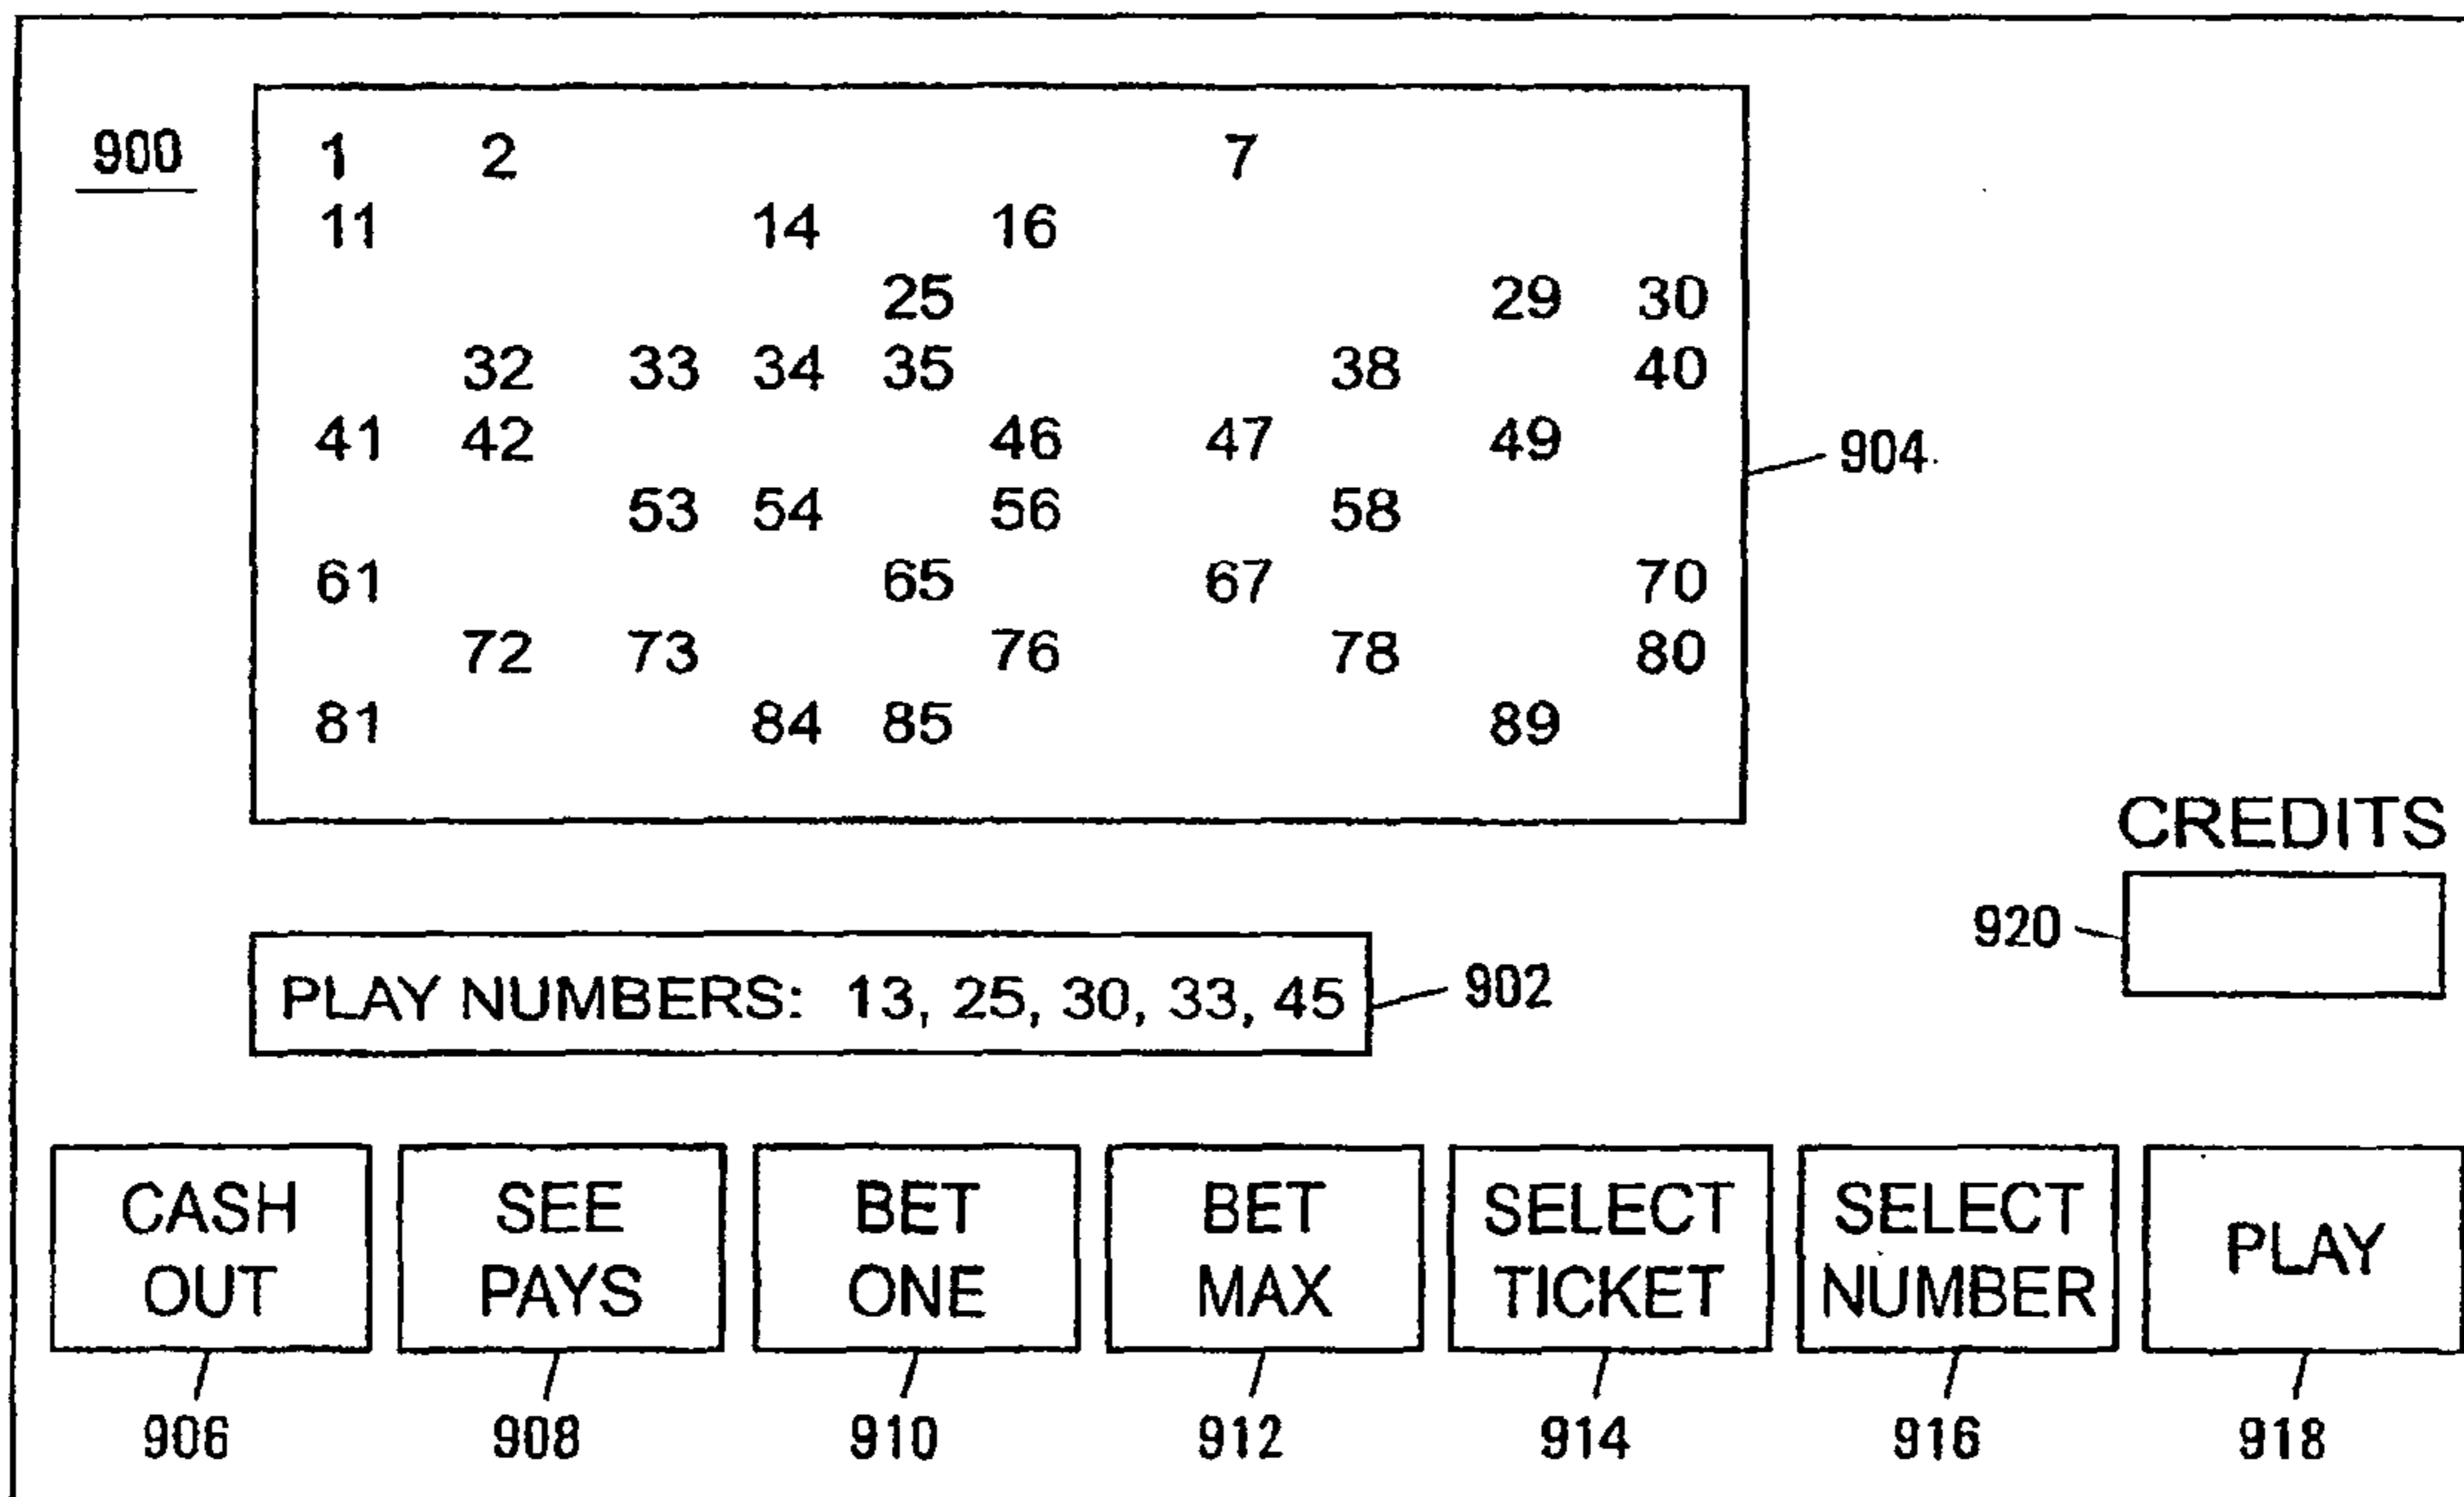 900
1 2 7
11 14 16
25 29 30
32 33 34 35 38 40
41 42 46 47 49
904
53 54 56 58
61 65 67 70
72 73 76 78 80
81 84 85 89
CREDITS
920
PLAY NUMBERS: 13, 25, 30, 33, 45
902
CASH
OUT
SEE
PAYS
BET
ONE
BET
MAX
SELECT
TICKET
SELECT
NUMBER
PLAY
906 908 910 912 914 916 918